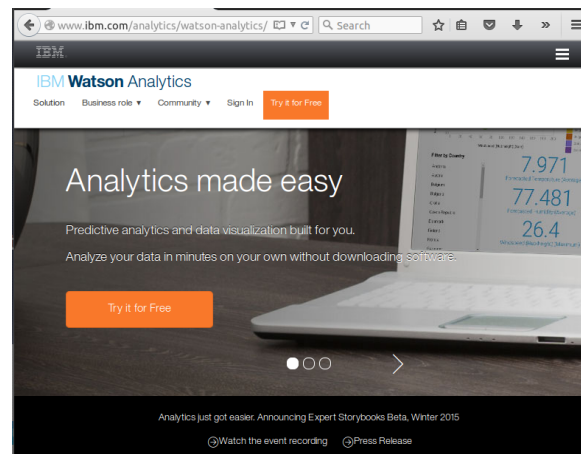 www.ibm.com/analytics/watson-analytics/
Search
IBM
IBM Watson Analytics
Solution Business role Community Sign In Try it for Free
Analytics made easy
7.971
77.481
26.4
Predictive analytics and data visualization built for you.
Analyze your data in minutes on your own without downloading software.
Try it for Free
Analytics just got easier. Announcing Expert Storybooks Beta, Winter 2015
Watch the event recording Press Release